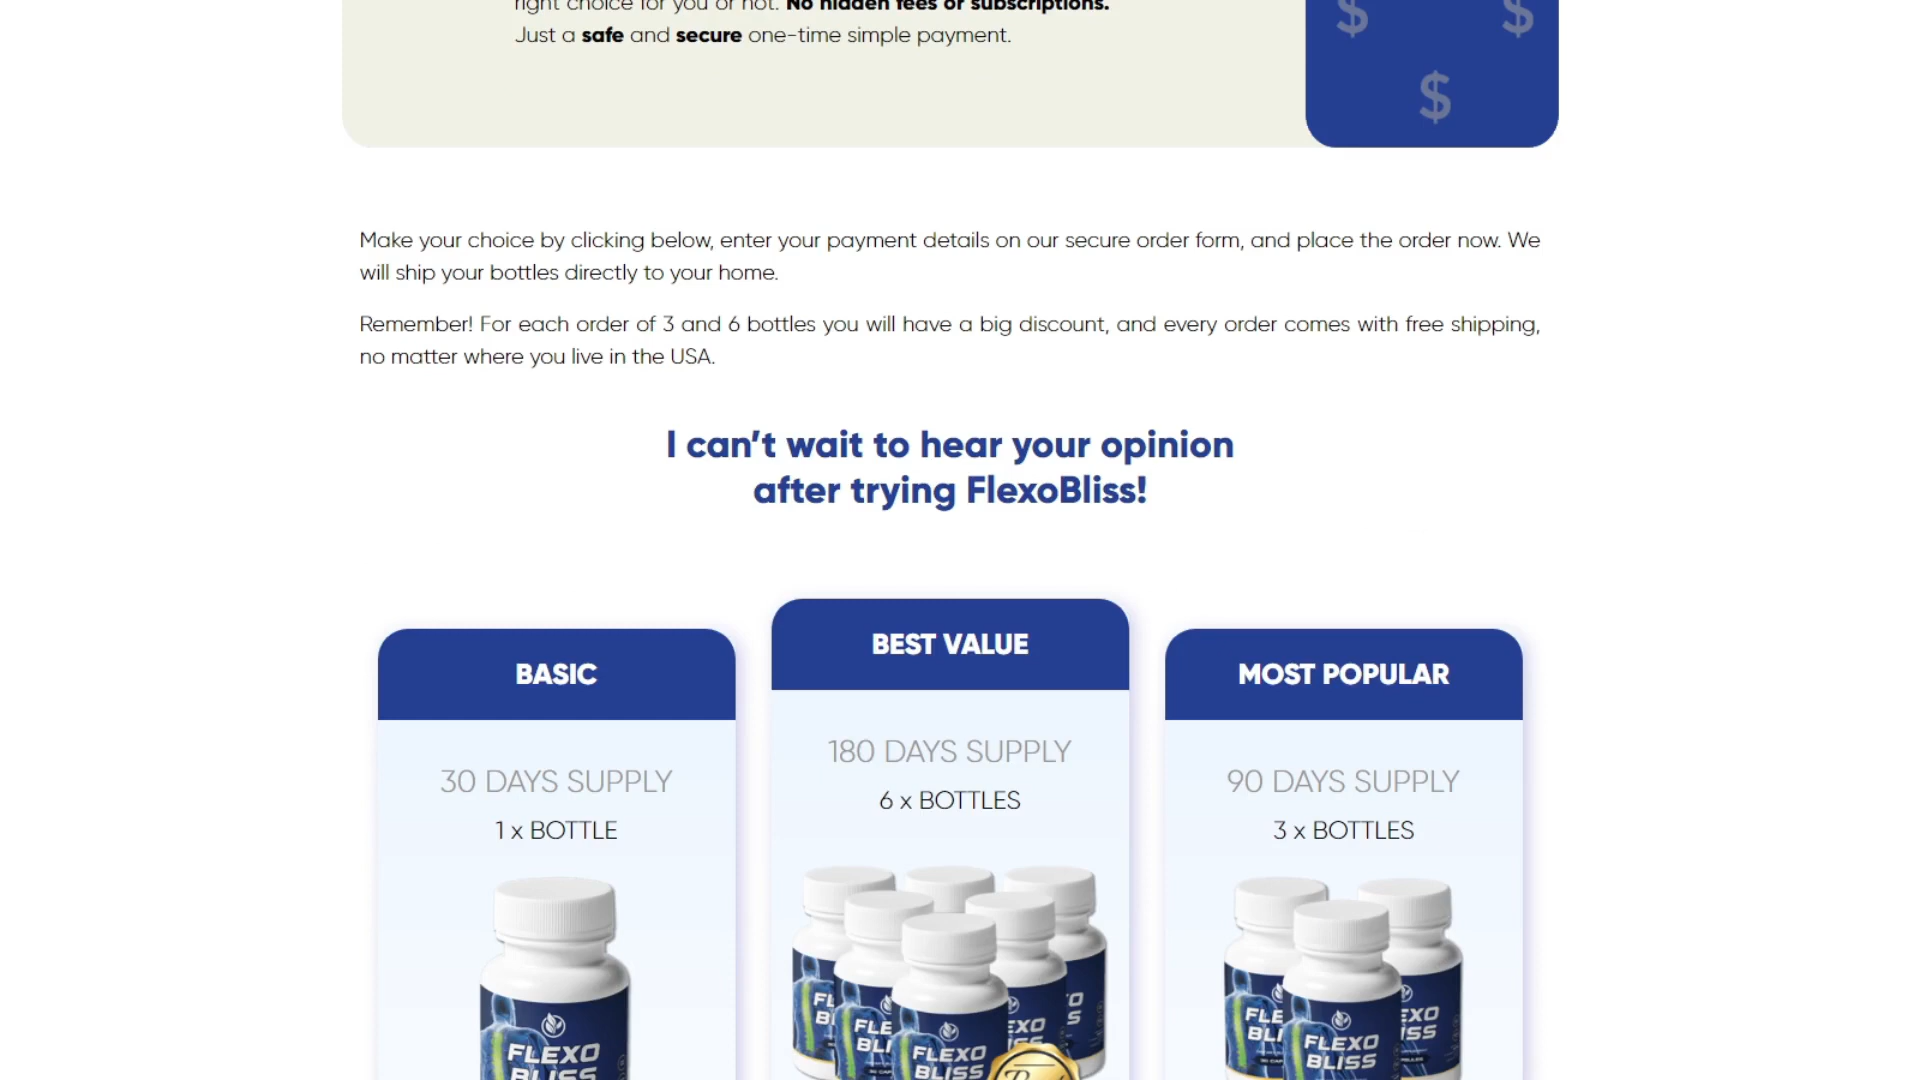 right choice for you or not. No hidden fees or subscriptions.
Just a safe and secure one-time simple payment.
$ $
$
Make your choice by clicking below, enter your payment details on our secure order form, and place the order now. We
will ship your bottles directly to your home.
Remember! For each order of 3 and 6 bottles you will have a big discount, and every order comes with free shipping,
no matter where you live in the USA.
I can't wait to hear your opinion
after trying FlexoBliss!
BASIC
30 DAYS SUPPLY
1 x BOTTLE
FLEXO
BLISS
BEST VALUE
180 DAYS SUPPLY
6 x BOTTLES
FLEXO
BLISS
MOST POPULAR
90 DAYS SUPPLY
3 x BOTTLES
FLEXO
BLISS